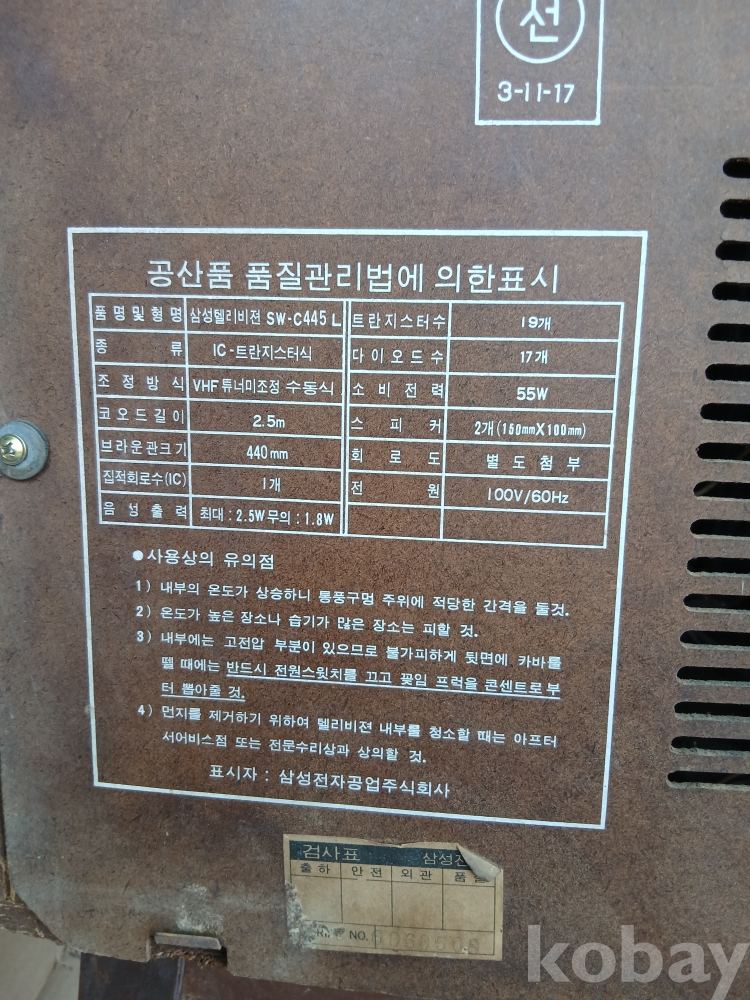 전
3-11-17
공산품 품질관리법에 의한표시
품명및형명 삼성텔리비젼 SW-C445 L 트란지스터수 19개
종 류 IC-트란지스터식 다이오드수 17개
조정방식 VHF튜너미조정 수동식 소비전력 55W
코오드길이 2.5m 스피커 2개(150mmX100mm)
브라운관크기 440mm 회로도 별도첨부
집적회로수(IC) 1개 전 원 100V/60Hz
음성출력 최대 : 2.5W 무의 : 1.8W
●사용상의 유의점
1) 내부의 온도가 상승하니 통풍구멍 주위에 적당한 간격을 둘것.
2) 온도가 높은 장소나 습기가 많은 장소는 피할 것.
3) 내부에는 고전압 부분이 있으므로 불가피하게 뒷면에 카바를
뗄 때에는 반드시 전원스윗치를 끄고 꽂임 프럭을 콘센트로부
터 뽑아줄 것.
4) 먼지를 제거하기 위하여 텔리비젼 내부를 청소할 때는 아프터
서어비스점 또는 전문수리상과 상의할 것.
표시자 : 삼성전자공업주식회사
검사표 삼성전
출하 안전 외관 품
NO.
kobay